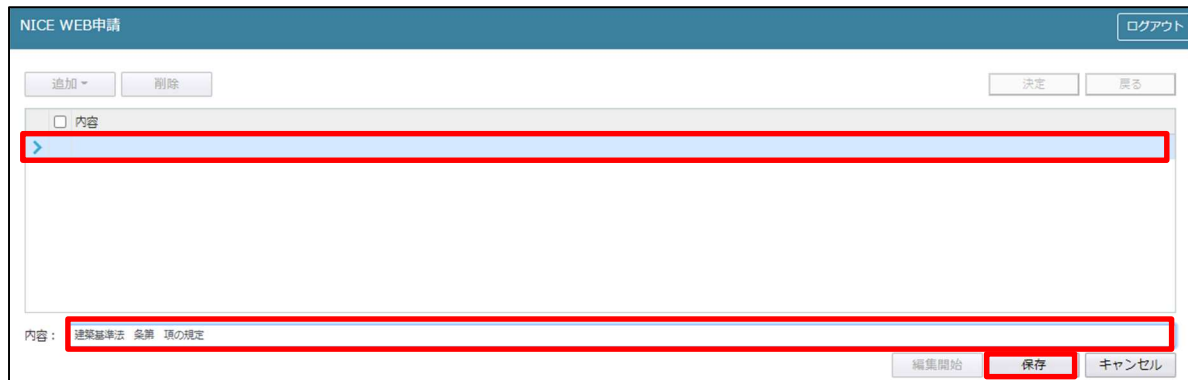 NICE WEB申請 ログアウト
追加 削除 決定 戻る
内容
内容： 建築基準法　条第　項の規定
編集開始 保存 キャンセル